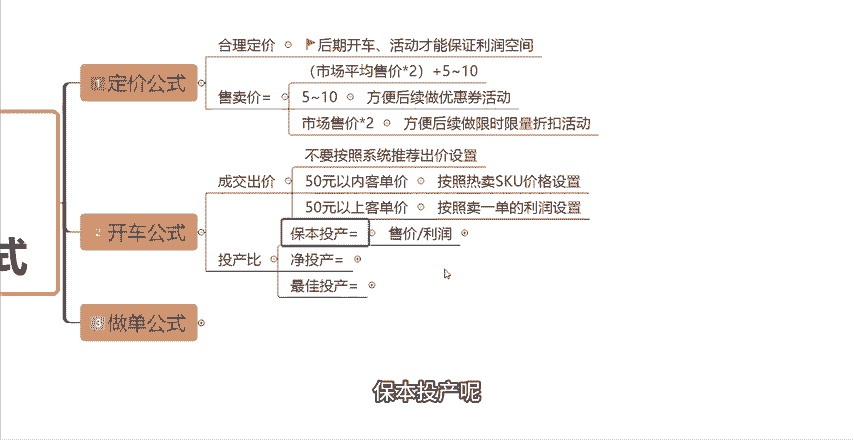 合理定价 后期开车、活动才能保证利润空间
(市场平均售价*2)+5~10
1 定价公式
售卖价= 5~10 方便后续做优惠券活动
市场售价*2 方便后续做限时限量折扣活动
不要按照系统推荐出价设置
成交出价 50元以内客单价 按照热卖SKU价格设置
50元以上客单价 按照卖一单的利润设置
2 开车公式
保本投产= 售价/利润
式
投产比 净投产=
最佳投产=
3 做单公式
保本投产呢